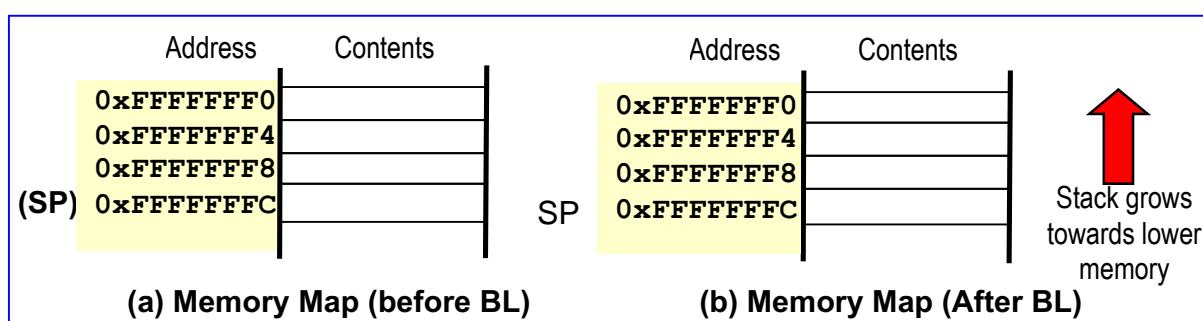 Address Contents
0xFFFFFFF0
0xFFFFFFF4
0xFFFFFFF8
(SP) 0xFFFFFFFC
(a) Memory Map (before BL)
Address Contents
0xFFFFFFF0
0xFFFFFFF4
0xFFFFFFF8
SP 0xFFFFFFFC
(b) Memory Map (After BL)
Stack grows
towards lower
memory